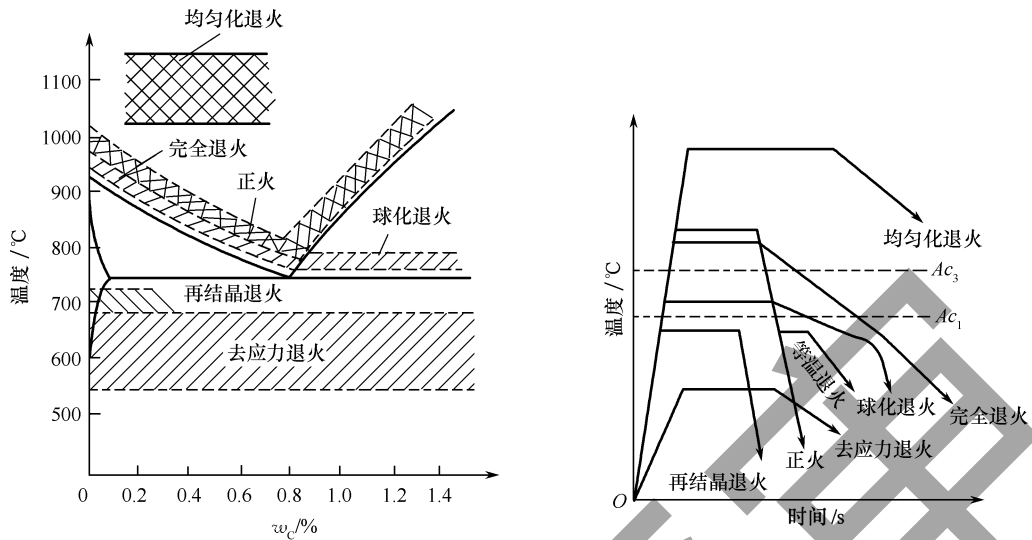 均匀化退火
1100
1000
完全退火
900
正火
球化退火
800
温度/℃
再结晶退火
700
去应力退火
600
500
0 0.2 0.4 0.6 0.8 1.0 1.2 1.4
wC/%
均匀化退火
Ac3
温度/℃
Ac1
等温退火
球化退火
完全退火
去应力退火
正火
再结晶退火
O
时间/s